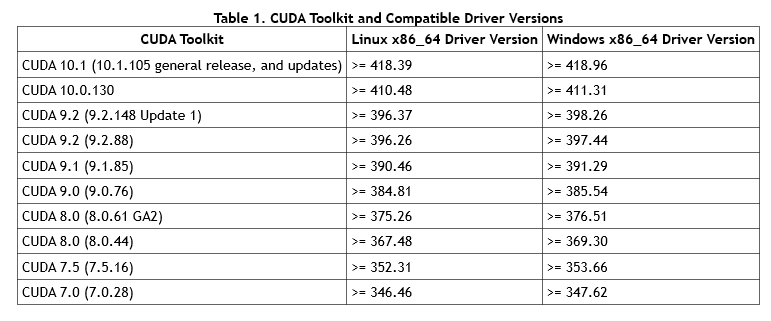 Table 1. CUDA Toolkit and Compatible Driver Versions
CUDA Toolkit Linux x86_64 Driver Version Windows x86_64 Driver Version
CUDA 10.1 (10.1.105 general release, and updates) >= 418.39 >= 418.96
CUDA 10.0.130 >= 410.48 >= 411.31
CUDA 9.2 (9.2.148 Update 1) >= 396.37 >= 398.26
CUDA 9.2 (9.2.88) >= 396.26 >= 397.44
CUDA 9.1 (9.1.85) >= 390.46 >= 391.29
CUDA 9.0 (9.0.76) >= 384.81 >= 385.54
CUDA 8.0 (8.0.61 GA2) >= 375.26 >= 376.51
CUDA 8.0 (8.0.44) >= 367.48 >= 369.30
CUDA 7.5 (7.5.16) >= 352.31 >= 353.66
CUDA 7.0 (7.0.28) >= 346.46 >= 347.62